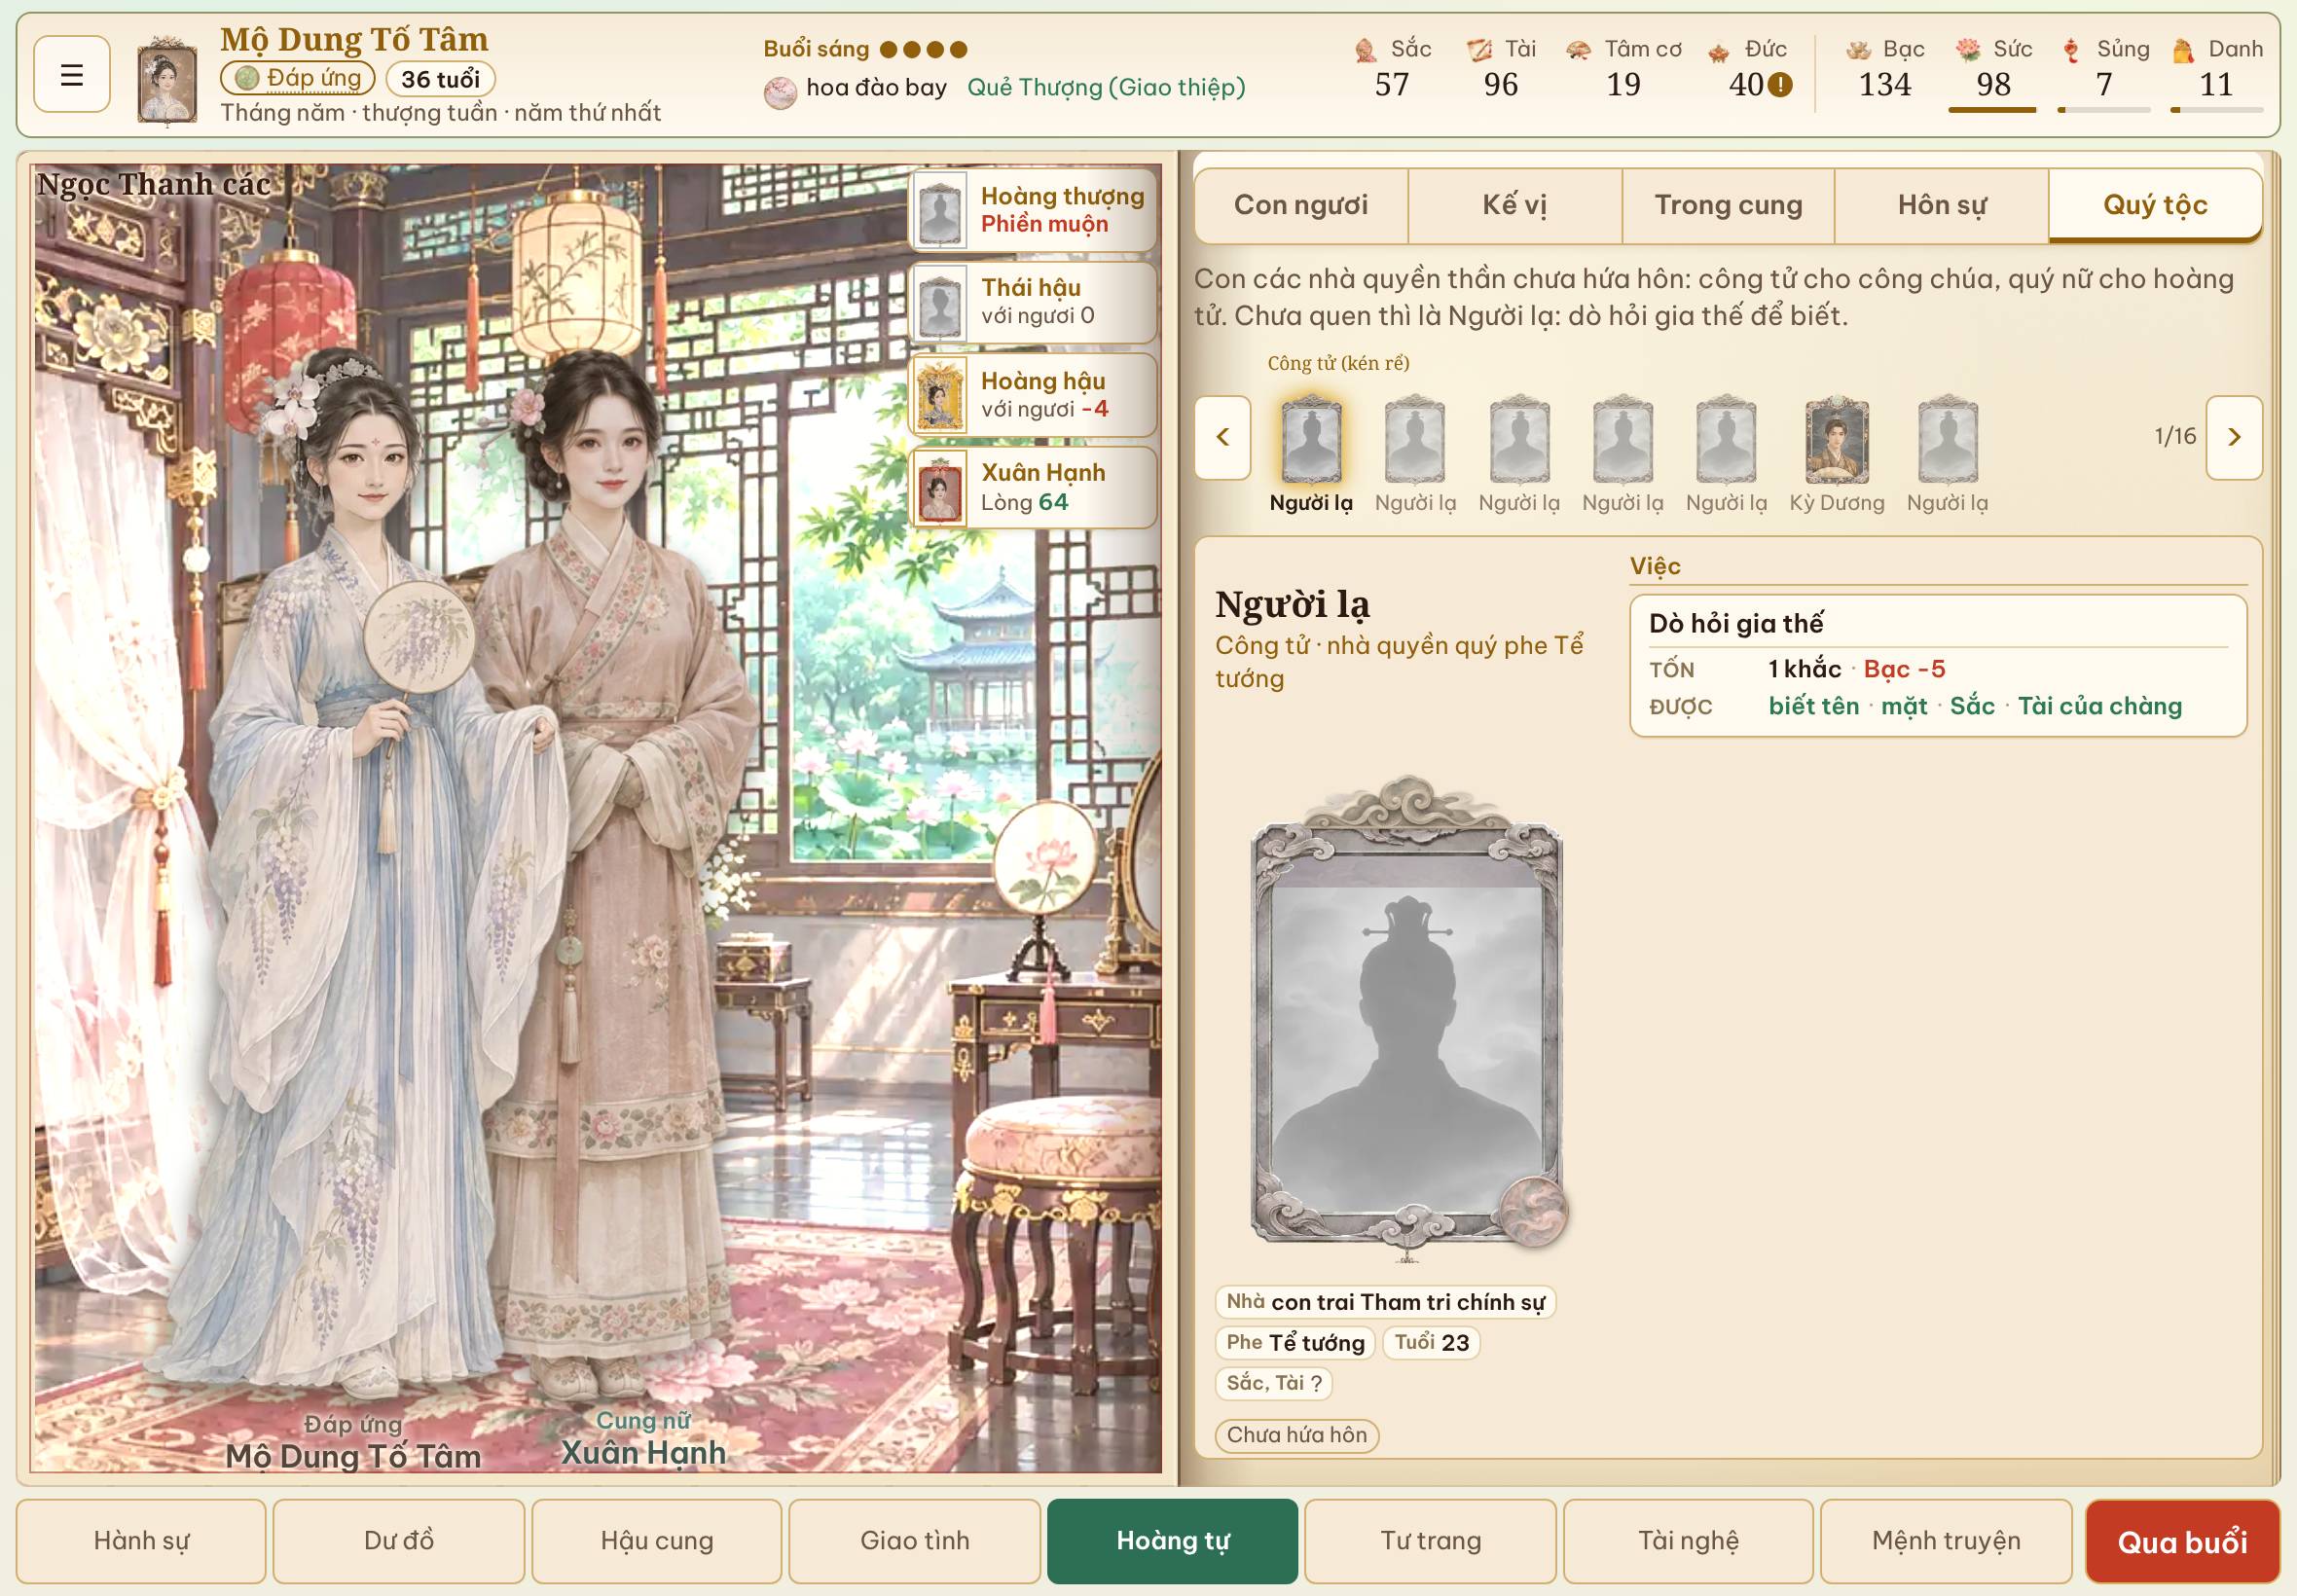 ☰
Mộ Dung Tố Tâm
Đáp ứng 36 tuổi
Tháng năm · thượng tuần · năm thứ nhất
Buổi sáng
hoa đào bay Quẻ Thượng (Giao thiệp)
Sắc Tài Tâm cơ Đức Bạc Sức Sủng Danh
57 96 19 40 ! 134 98 7 11
Ngọc Thanh các
Hoàng thượng
Phiền muộn
Thái hậu
với ngươi 0
Hoàng hậu
với ngươi -4
Xuân Hạnh
Lòng 64
Đáp ứng
Mộ Dung Tố Tâm
Cung nữ
Xuân Hạnh
Con ngươi Kế vị Trong cung Hôn sự Quý tộc
Con các nhà quyền thần chưa hứa hôn: công tử cho công chúa, quý nữ cho hoàng
tử. Chưa quen thì là Người lạ: dò hỏi gia thế để biết.
Công tử (kén rể)
‹ 1/16 ›
Người lạ Người lạ Người lạ Người lạ Người lạ Kỳ Dương Người lạ
Người lạ
Công tử · nhà quyền quý phe Tể
tướng
Nhà con trai Tham tri chính sự
Phe Tể tướng Tuổi 23
Sắc, Tài ?
Chưa hứa hôn
Việc
Dò hỏi gia thế
TỐN 1 khắc · Bạc -5
ĐƯỢC biết tên · mặt · Sắc · Tài của chàng
Hành sự Dư đồ Hậu cung Giao tình Hoàng tự Tư trang Tài nghệ Mệnh truyện Qua buổi